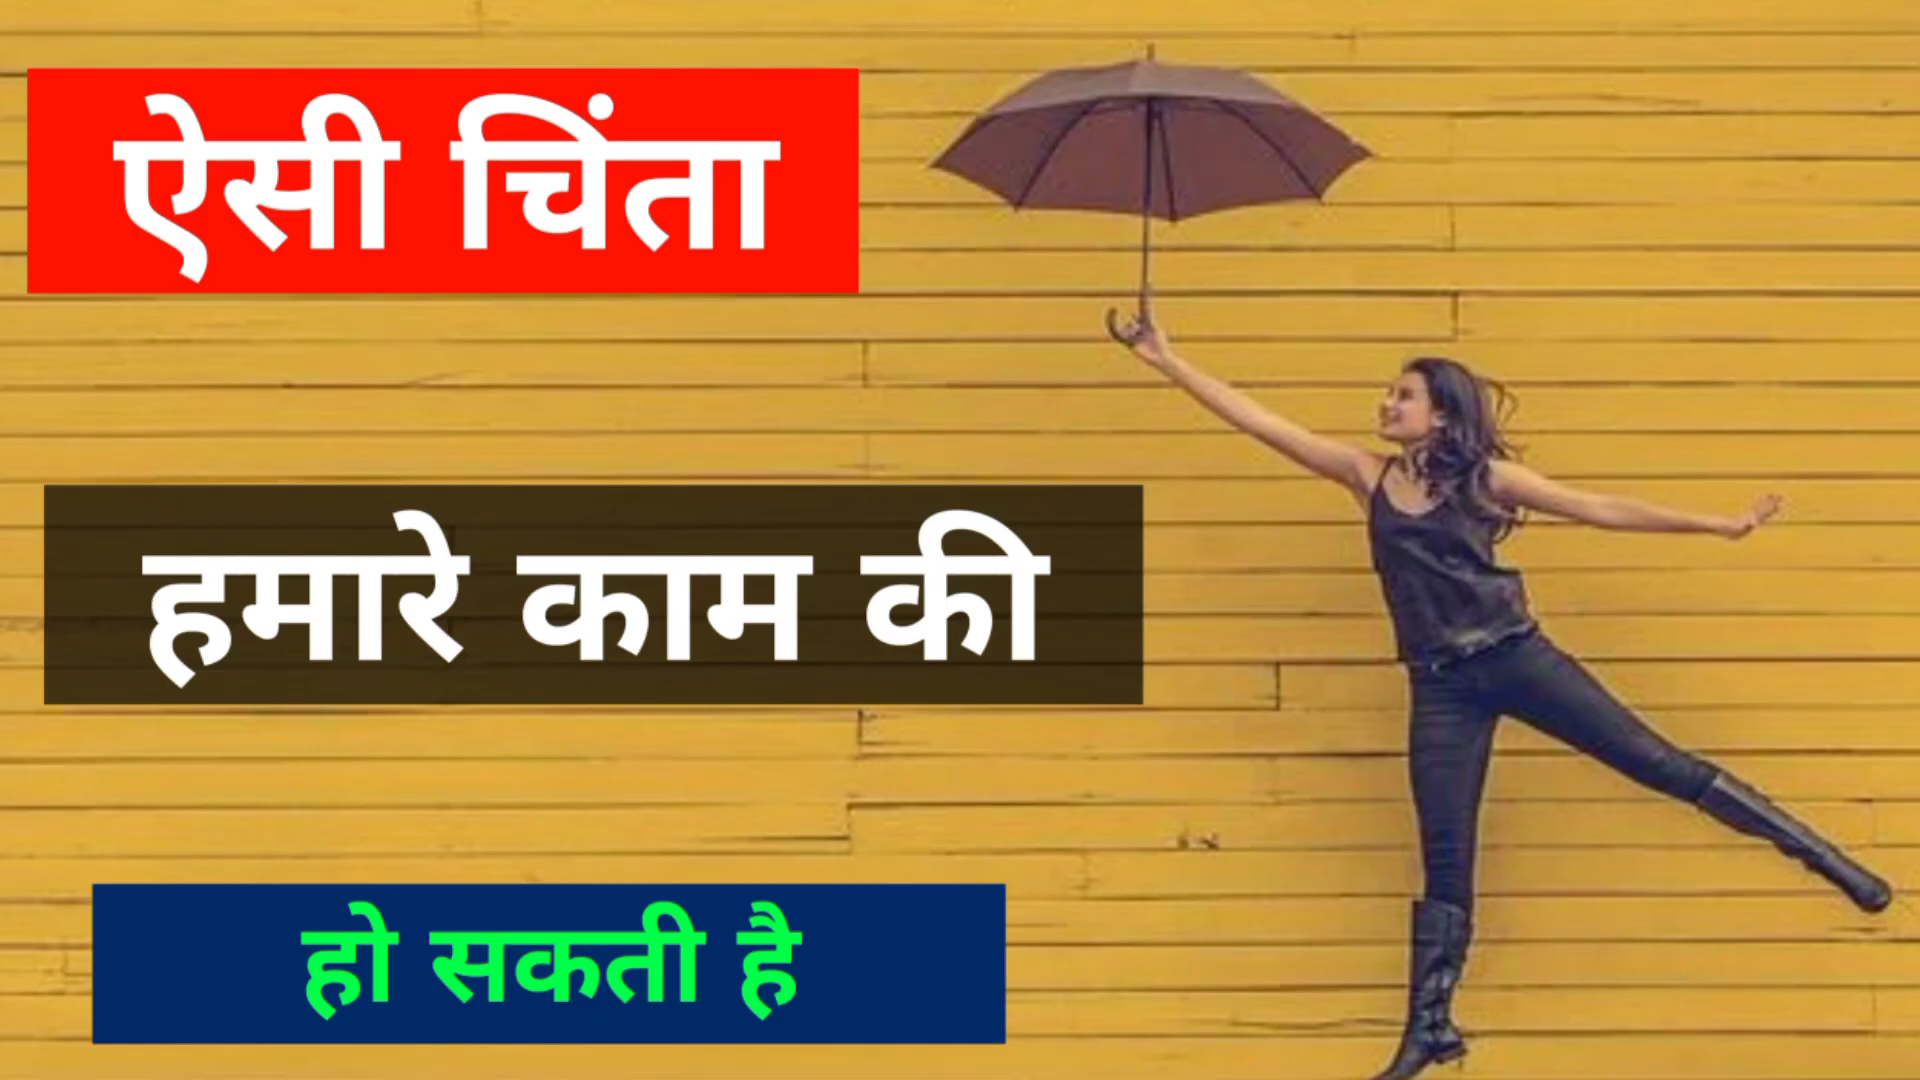 ऐसी चिंता
हमारे काम की
हो सकती है